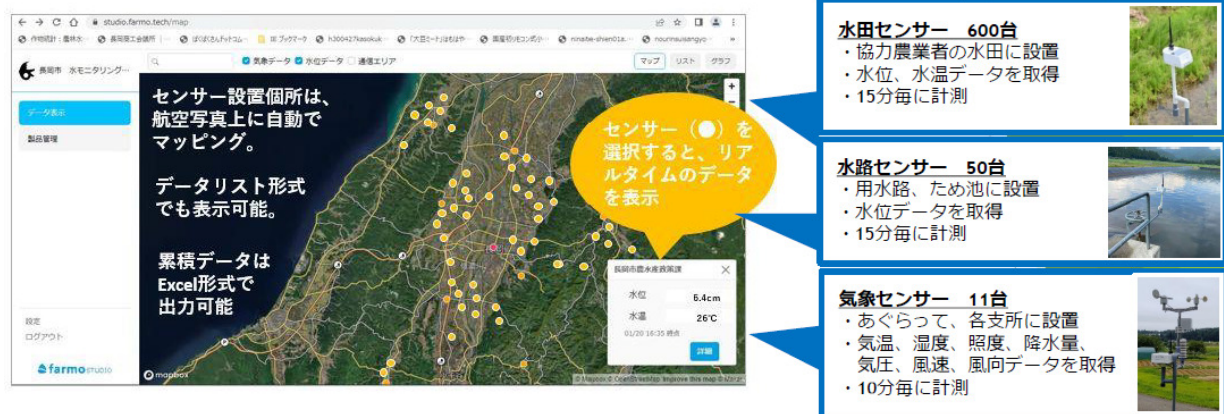 studio.farmo.tech/map
長岡市 水モニタリング…
気象データ 水位データ 通信エリア
マップ リスト グラフ
データ表示
製品管理
設定
ログアウト
farmo STUDIO
センサー設置個所は、
航空写真上に自動で
マッピング。
データリスト形式
でも表示可能。
累積データは
Excel形式で
出力可能
センサー（●）を
選択すると、リア
ルタイムのデータ
を表示
長岡市農水産政策課
水位 6.4cm
水温 26℃
01/20 16:35 時点
詳細
mapbox
© Mapbox © OpenStreetMap Improve this map © Maxar
水田センサー 600台
・協力農業者の水田に設置
・水位、水温データを取得
・15分毎に計測
水路センサー 50台
・用水路、ため池に設置
・水位データを取得
・15分毎に計測
気象センサー 11台
・あぐらって、各支所に設置
・気温、湿度、照度、降水量、
気圧、風速、風向データを取得
・10分毎に計測